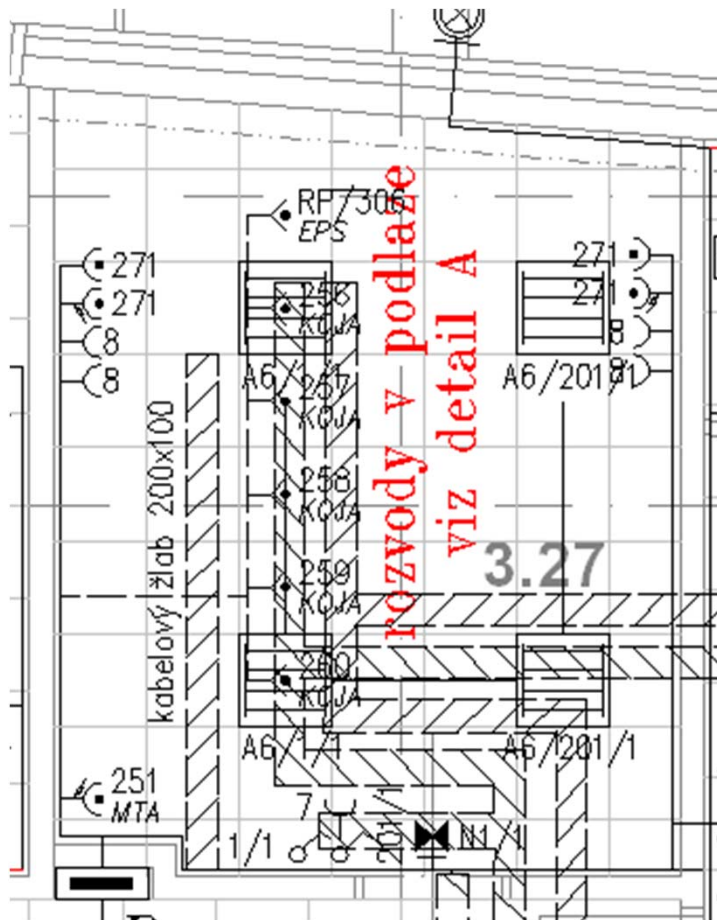 RP/306
EPS
271
271
8
8
271
271
8
8
256
KOJA
257
KOJA
258
KOJA
259
KOJA
260
KOJA
A6/1/1
A6/201/1
rozvody v podlaze
viz detail A
kabelový žlab 200x100
3.27
A6/1/1
A6/201/1
251
MTA
7
201/1
1/1
N1/1